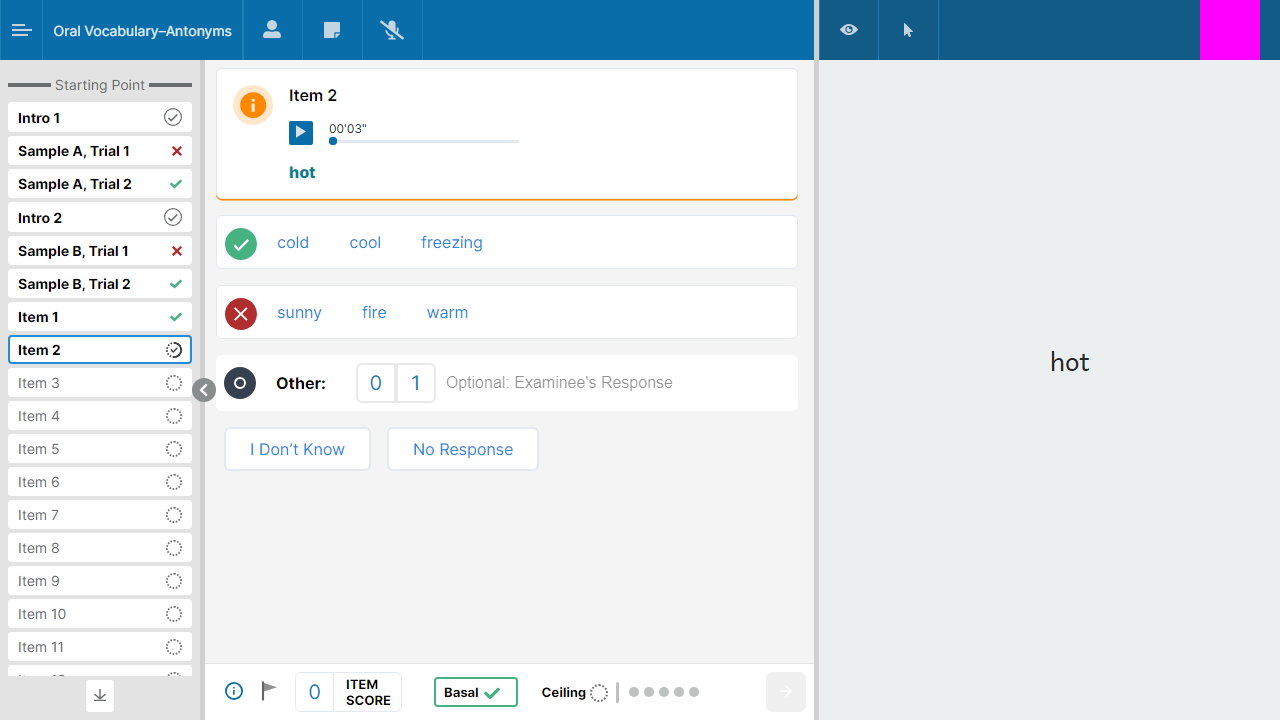 Oral Vocabulary–Antonyms
Starting Point
Intro 1
Sample A, Trial 1
Sample A, Trial 2
Intro 2
Sample B, Trial 1
Sample B, Trial 2
Item 1
Item 2
Item 3
Item 4
Item 5
Item 6
Item 7
Item 8
Item 9
Item 10
Item 11
Item 2
00'03"
hot
cold cool freezing
sunny fire warm
Other: 0 1 Optional: Examinee's Response
I Don’t Know No Response
0 ITEM SCORE
Basal
Ceiling
hot